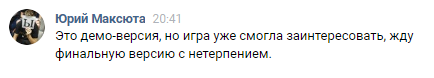 Юрий Максюта 20:41
Это демо-версия, но игра уже смогла заинтересовать, жду
финальную версию с нетерпением.